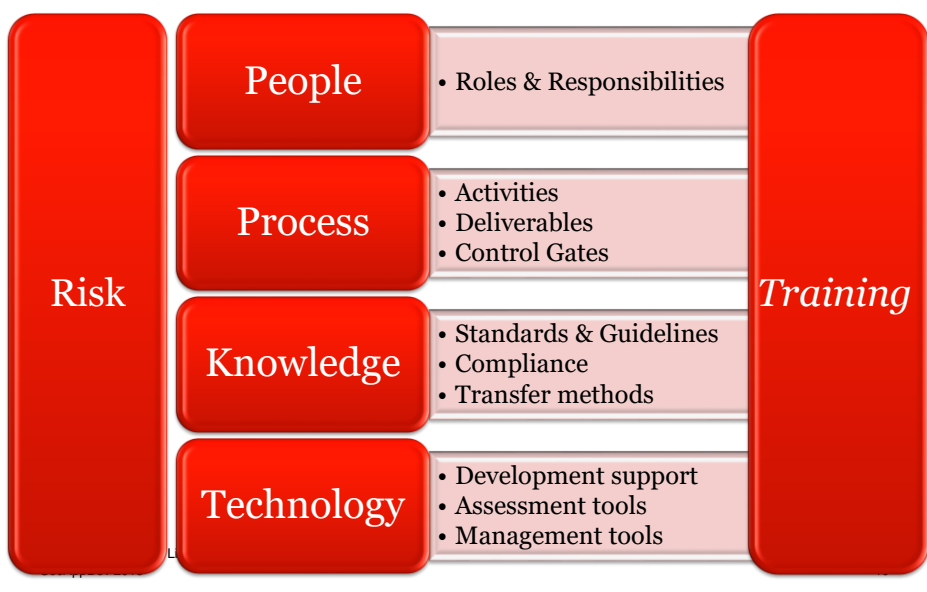 Risk
People
• Roles & Responsibilities
Process
• Activities
• Deliverables
• Control Gates
Knowledge
• Standards & Guidelines
• Compliance
• Transfer methods
Technology
• Development support
• Assessment tools
• Management tools
Training